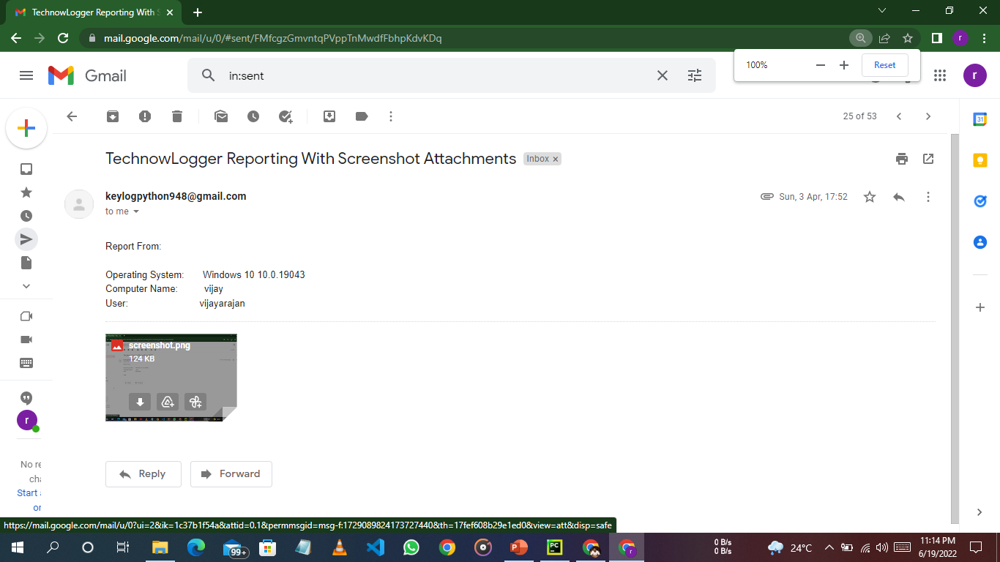 TechnowLogger Reporting With S
mail.google.com/mail/u/0/#sent/FMfcgzGmvntqPVppTnMwdfFbhpKdvKDq
r
Gmail
in:sent
100%
Reset
r
25 of 53
31
TechnowLogger Reporting With Screenshot Attachments
Inbox ×
keylogpython948@gmail.com
Sun, 3 Apr, 17:52
to me
Report From:
Operating System: Windows 10 10.0.19043
Computer Name: vijay
User: vijayarajan
screenshot.png
124 KB
r
No re
cha
Start a
or
Reply
Forward
https://mail.google.com/mail/u/0?ui=2&ik=1c37b1f54a&attid=0.1&permmsgid=msg-f:1729089824173727440&th=17fef608b29e1ed0&view=att&disp=safe
99+
PC
r
0 B/s
0 B/s
24°C
11:14 PM
6/19/2022